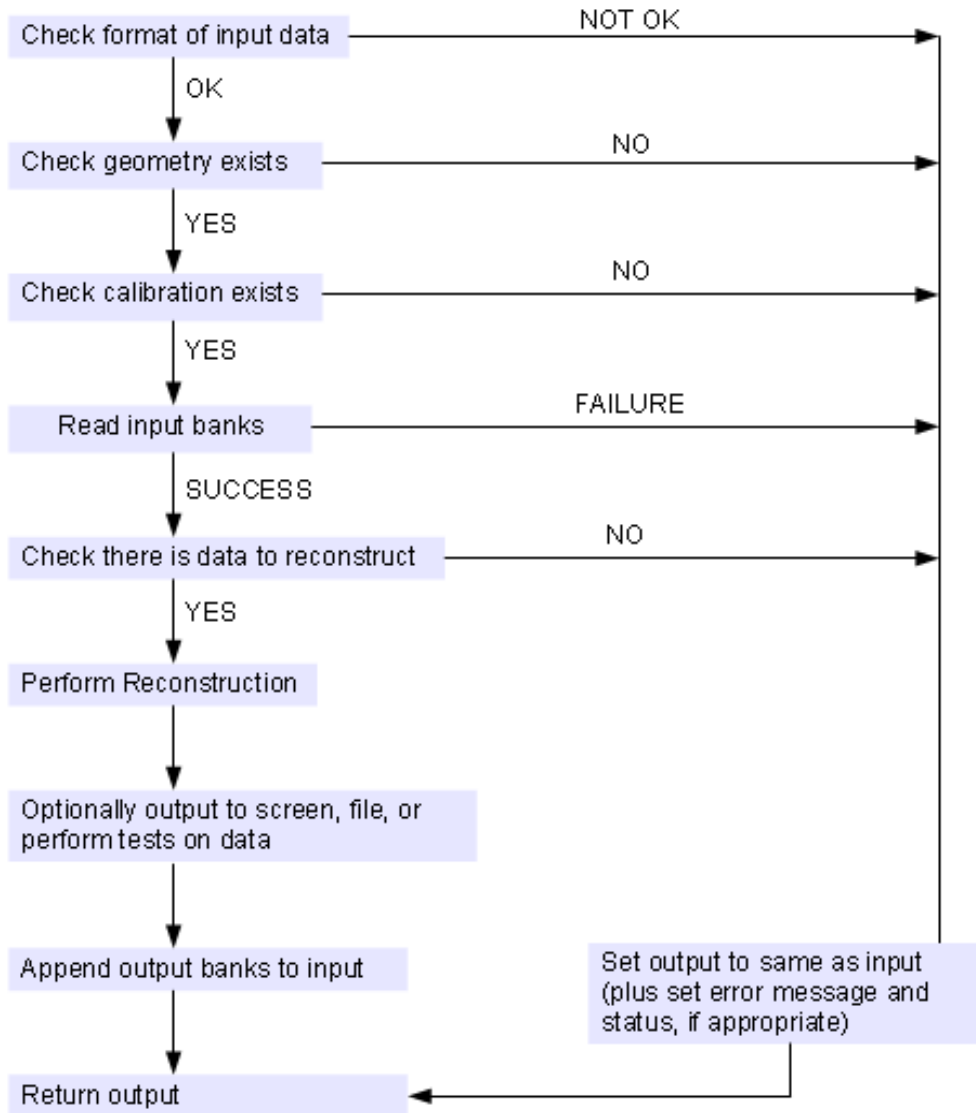 Check format of input data
NOT OK
OK
Check geometry exists
NO
YES
Check calibration exists
NO
YES
Read input banks
FAILURE
SUCCESS
Check there is data to reconstruct
NO
YES
Perform Reconstruction
Optionally output to screen, file, or
perform tests on data
Append output banks to input
Set output to same as input
(plus set error message and
status, if appropriate)
Return output